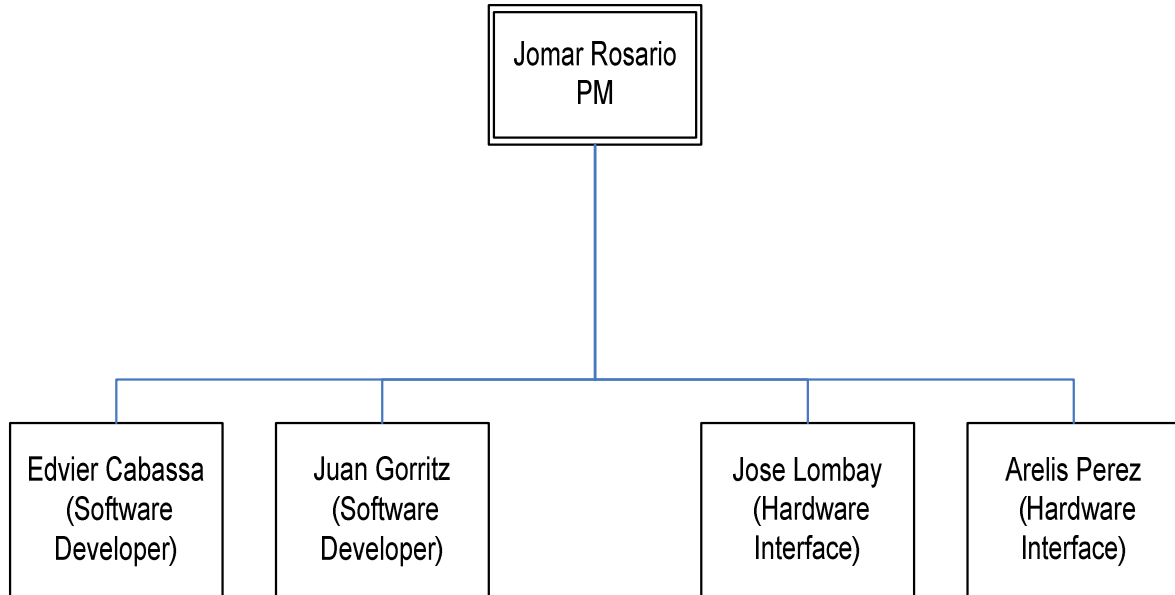 Jomar Rosario
PM
Edvier Cabassa
(Software
Developer)
Juan Gorritz
(Software
Developer)
Jose Lombay
(Hardware
Interface)
Arelis Perez
(Hardware
Interface)